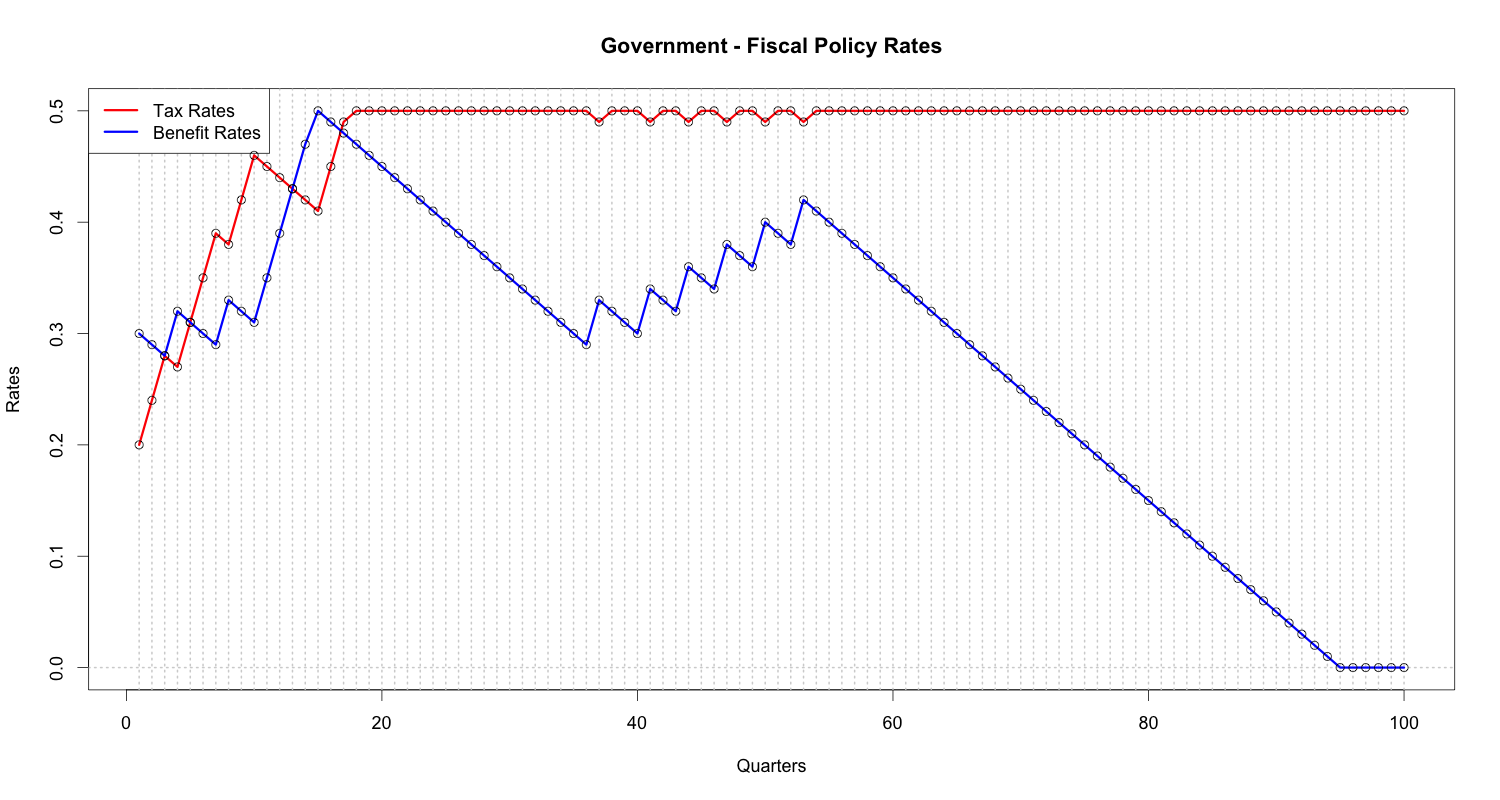 Government - Fiscal Policy Rates
Tax Rates
Benefit Rates
Rates
0.5
0.4
0.3
0.2
0.1
0.0
0 20 40 60 80 100
Quarters